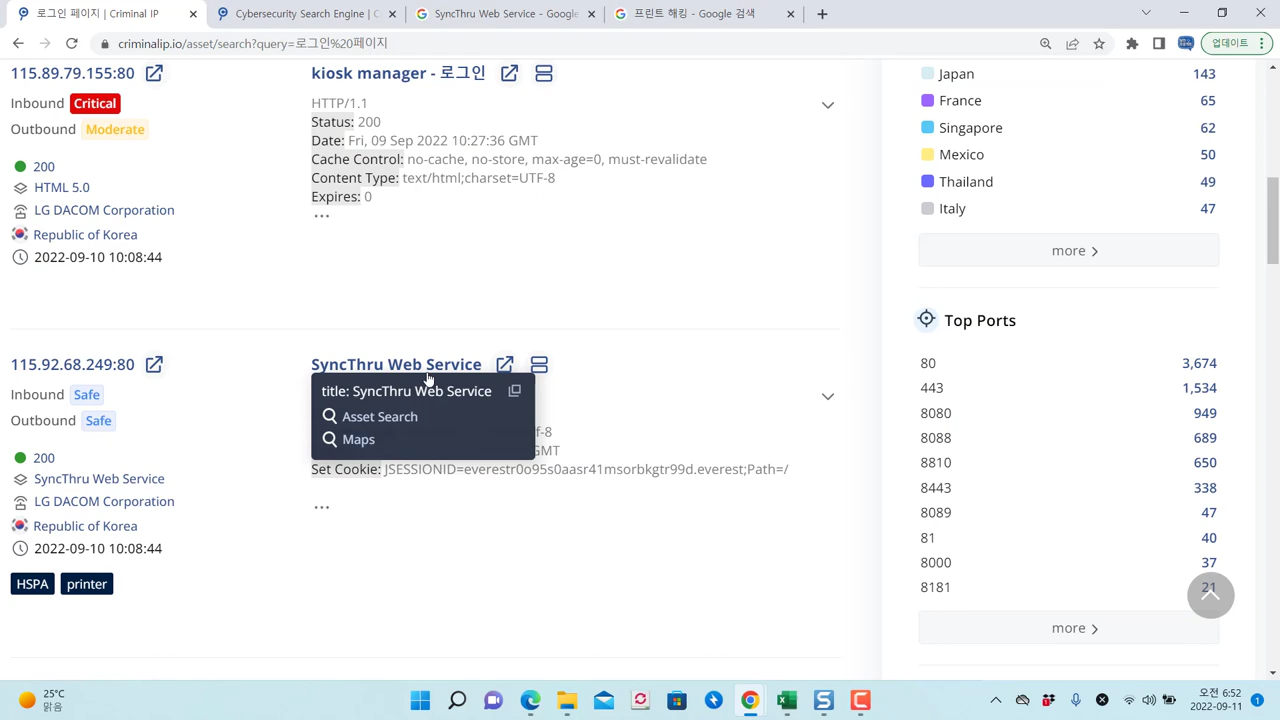 로그인 페이지 | Criminal IP
Cybersecurity Search Engine | C
SyncThru Web Service - Google
프린트 해킹 - Google 검색
criminalip.io/asset/search?query=로그인%20페이지
업데이트
115.89.79.155:80
Inbound Critical
Outbound Moderate
200
HTML 5.0
LG DACOM Corporation
Republic of Korea
2022-09-10 10:08:44
kiosk manager - 로그인
HTTP/1.1
Status: 200
Date: Fri, 09 Sep 2022 10:27:36 GMT
Cache Control: no-cache, no-store, max-age=0, must-revalidate
Content Type: text/html;charset=UTF-8
Expires: 0
...
115.92.68.249:80
Inbound Safe
Outbound Safe
200
SyncThru Web Service
LG DACOM Corporation
Republic of Korea
2022-09-10 10:08:44
HSPA printer
SyncThru Web Service
title: SyncThru Web Service
Asset Search
Maps
f-8
GMT
Set Cookie: JSESSIONID=everestr0o95s0aasr41msorbkgtr99d.everest;Path=/
...
Japan 143
France 65
Singapore 62
Mexico 50
Thailand 49
Italy 47
more >
Top Ports
80 3,674
443 1,534
8080 949
8088 689
8810 650
8443 338
8089 47
81 40
8000 37
8181 21
more >
25°C
맑음
오전 6:52
2022-09-11
1